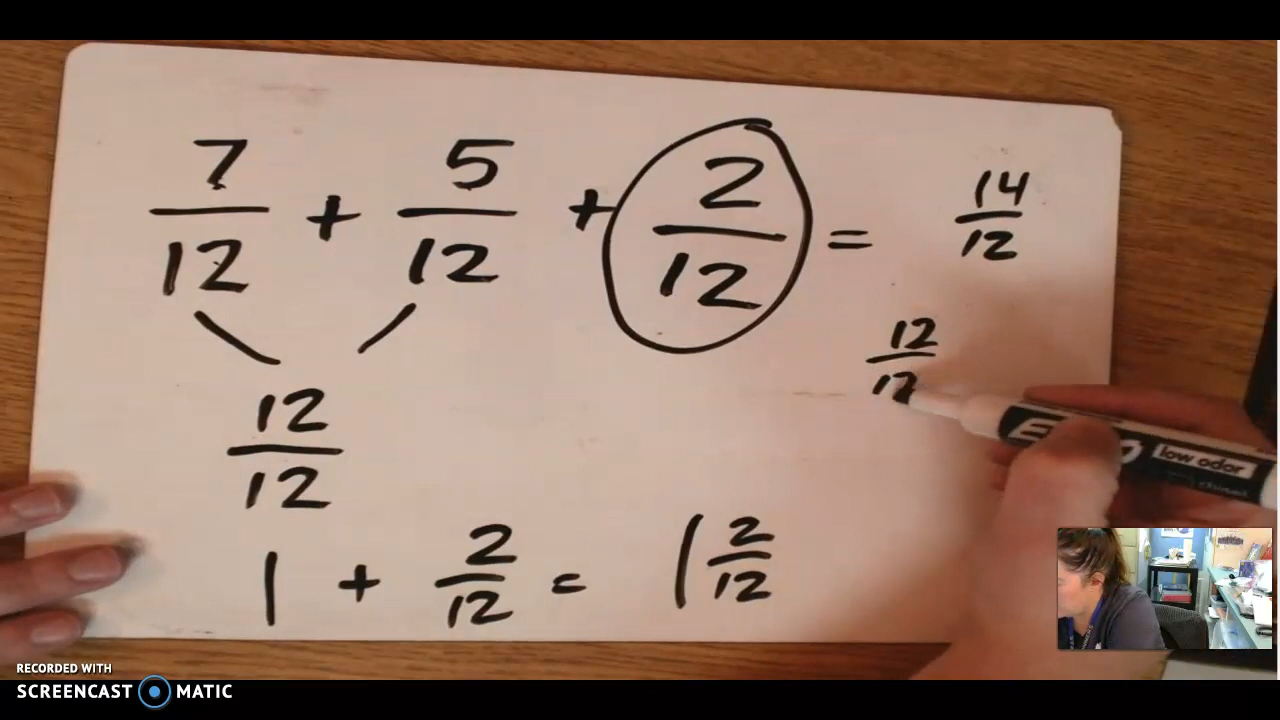 7/12 + 5/12 + 2/12 = 14/12
12/12
12/12
1 + 2/12 = 1 2/12
low odor
RECORDED WITH
SCREENCAST MATIC